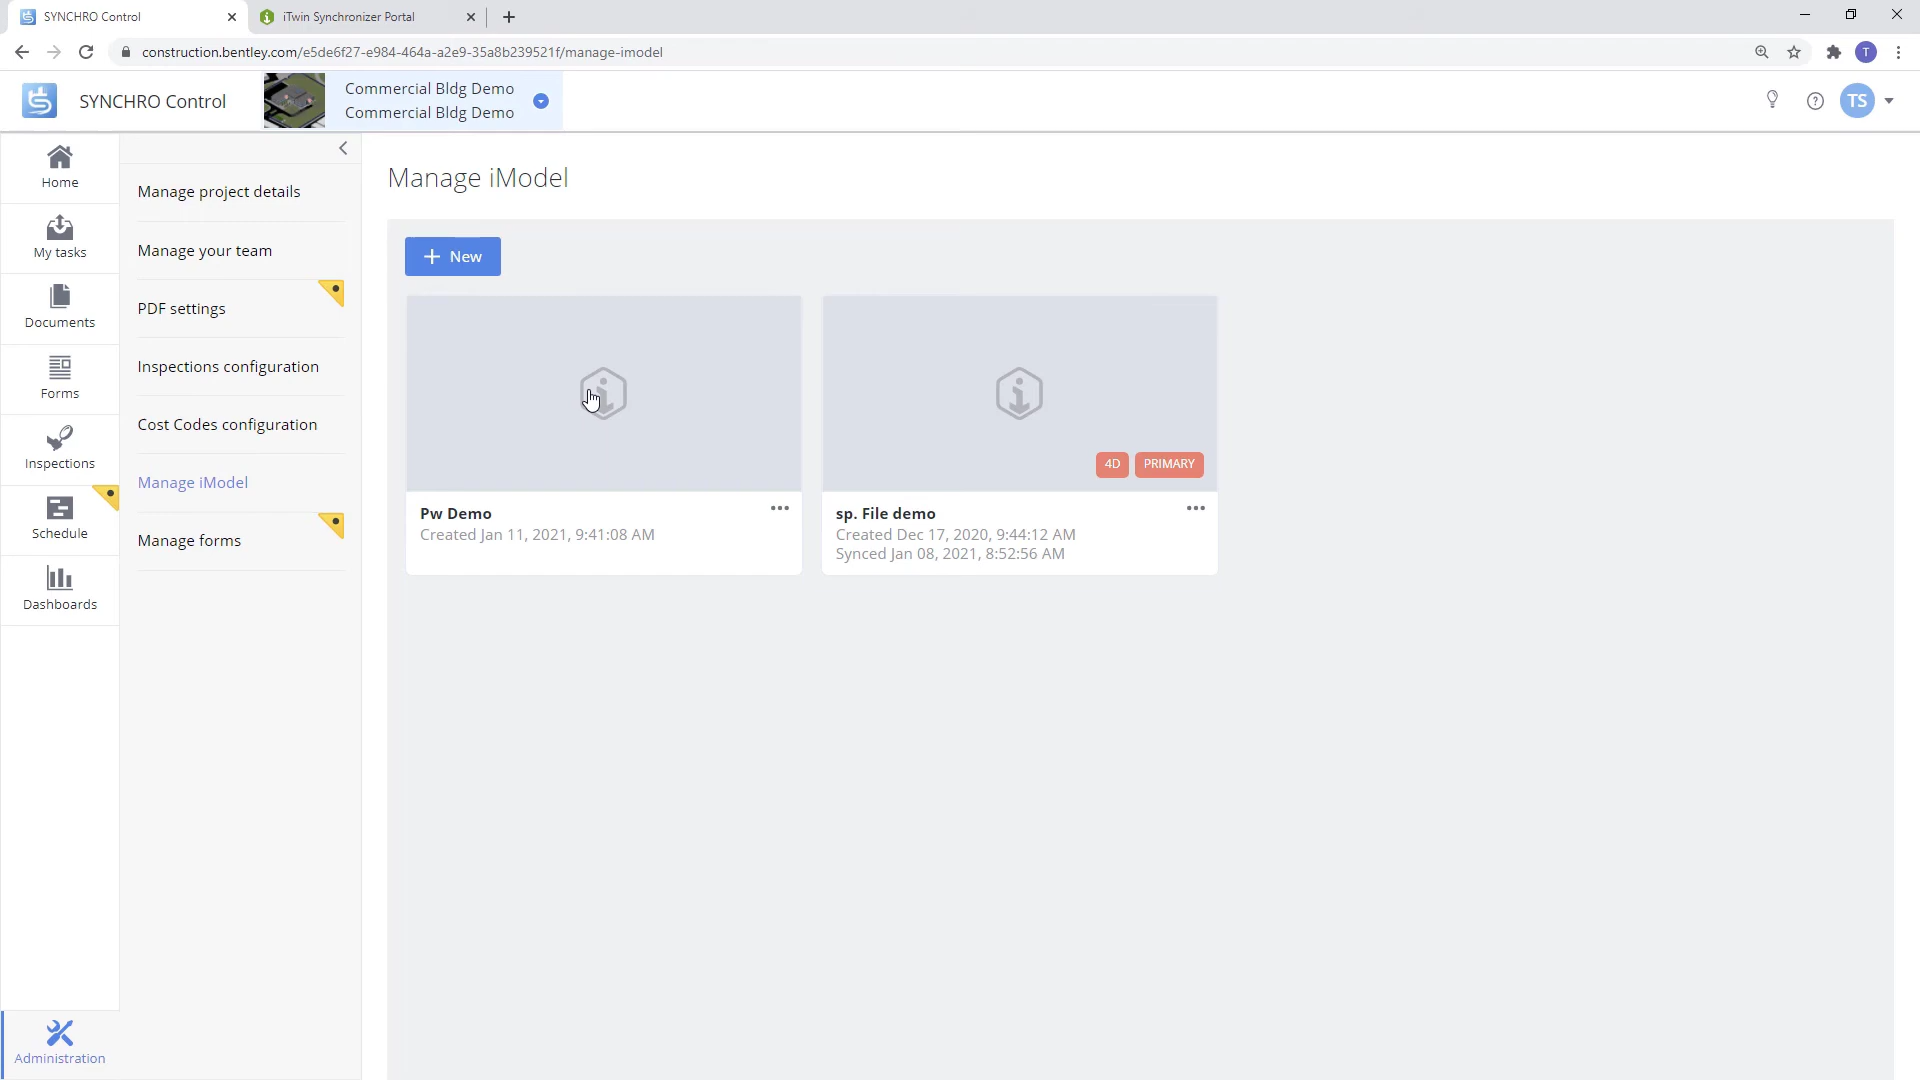 SYNCHRO Control
iTwin Synchronizer Portal
construction.bentley.com/e5de6f27-e984-464a-a2e9-35a8b239521f/manage-imodel
T
SYNCHRO Control
Commercial Bldg Demo
Commercial Bldg Demo
TS
Home
My tasks
Documents
Forms
Inspections
Schedule
Dashboards
Administration
Manage project details
Manage your team
PDF settings
Inspections configuration
Cost Codes configuration
Manage iModel
Manage forms
Manage iModel
New
Pw Demo
Created Jan 11, 2021, 9:41:08 AM
4D PRIMARY
sp. File demo
Created Dec 17, 2020, 9:44:12 AM
Synced Jan 08, 2021, 8:52:56 AM